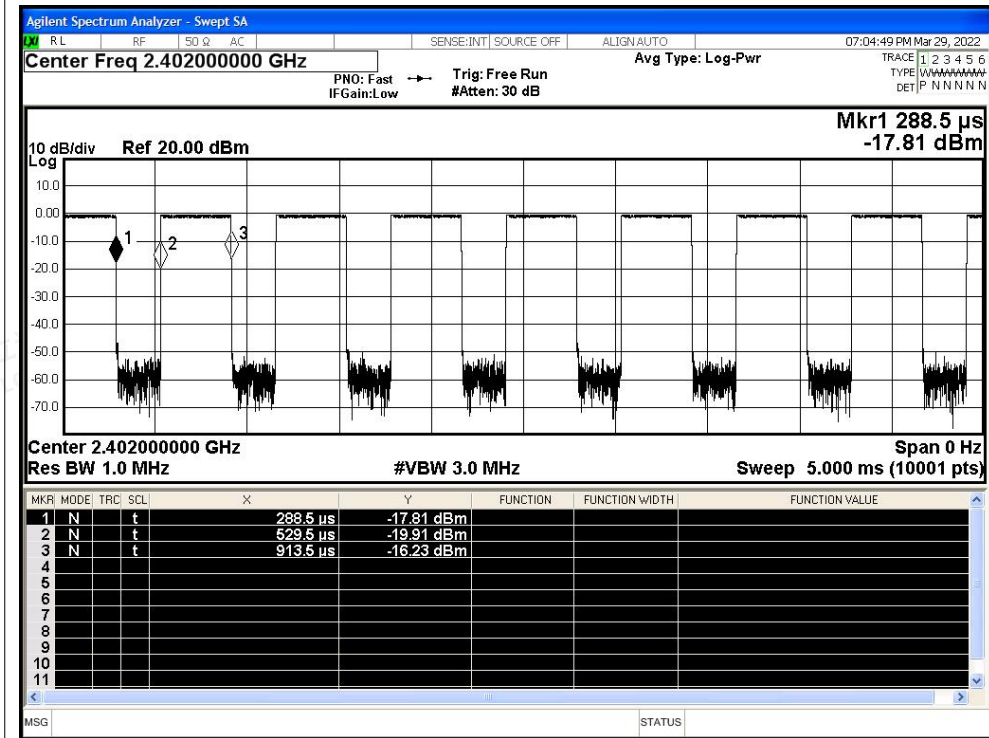 Agilent Spectrum Analyzer - Swept SA
LXI RL RF 50 Ω AC SENSE:INT SOURCE OFF ALIGN AUTO 07:04:49 PM Mar 29, 2022
Center Freq 2.402000000 GHz
PNO: Fast
IFGain:Low
Trig: Free Run
#Atten: 30 dB
Avg Type: Log-Pwr
TRACE 1 2 3 4 5 6
TYPE
DET P N N N N N
Mkr1 288.5 µs
-17.81 dBm
10 dB/div Ref 20.00 dBm
Log
10.0
0.00
-10.0
-20.0
-30.0
-40.0
-50.0
-60.0
-70.0
1
2
3
Center 2.402000000 GHz Span 0 Hz
Res BW 1.0 MHz #VBW 3.0 MHz Sweep 5.000 ms (10001 pts)
MKR MODE TRC SCL X Y FUNCTION FUNCTION WIDTH FUNCTION VALUE
1 N t 288.5 µs -17.81 dBm
2 N t 529.5 µs -19.91 dBm
3 N t 913.5 µs -16.23 dBm
4
5
6
7
8
9
10
11
MSG STATUS